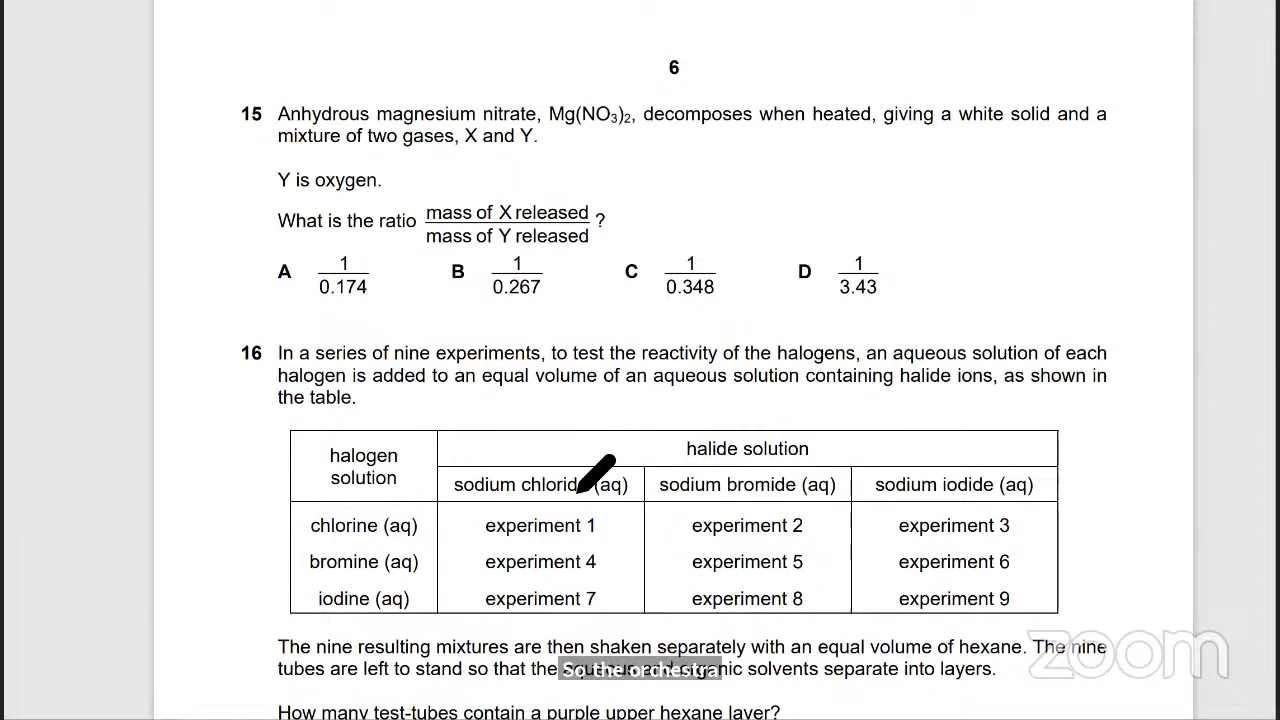 6
15 Anhydrous magnesium nitrate, Mg(NO₃)₂, decomposes when heated, giving a white solid and a
mixture of two gases, X and Y.
Y is oxygen.
What is the ratio mass of X released / mass of Y released ?
A 1/0.174 B 1/0.267 C 1/0.348 D 1/3.43
16 In a series of nine experiments, to test the reactivity of the halogens, an aqueous solution of each
halogen is added to an equal volume of an aqueous solution containing halide ions, as shown in
the table.
halogen solution
halide solution
sodium chlorid (aq) sodium bromide (aq) sodium iodide (aq)
chlorine (aq) experiment 1 experiment 2 experiment 3
bromine (aq) experiment 4 experiment 5 experiment 6
iodine (aq) experiment 7 experiment 8 experiment 9
The nine resulting mixtures are then shaken separately with an equal volume of hexane. The nine
tubes are left to stand so that the organic solvents separate into layers.
So the orchestra
How many test-tubes contain a purple upper hexane layer?
zoom